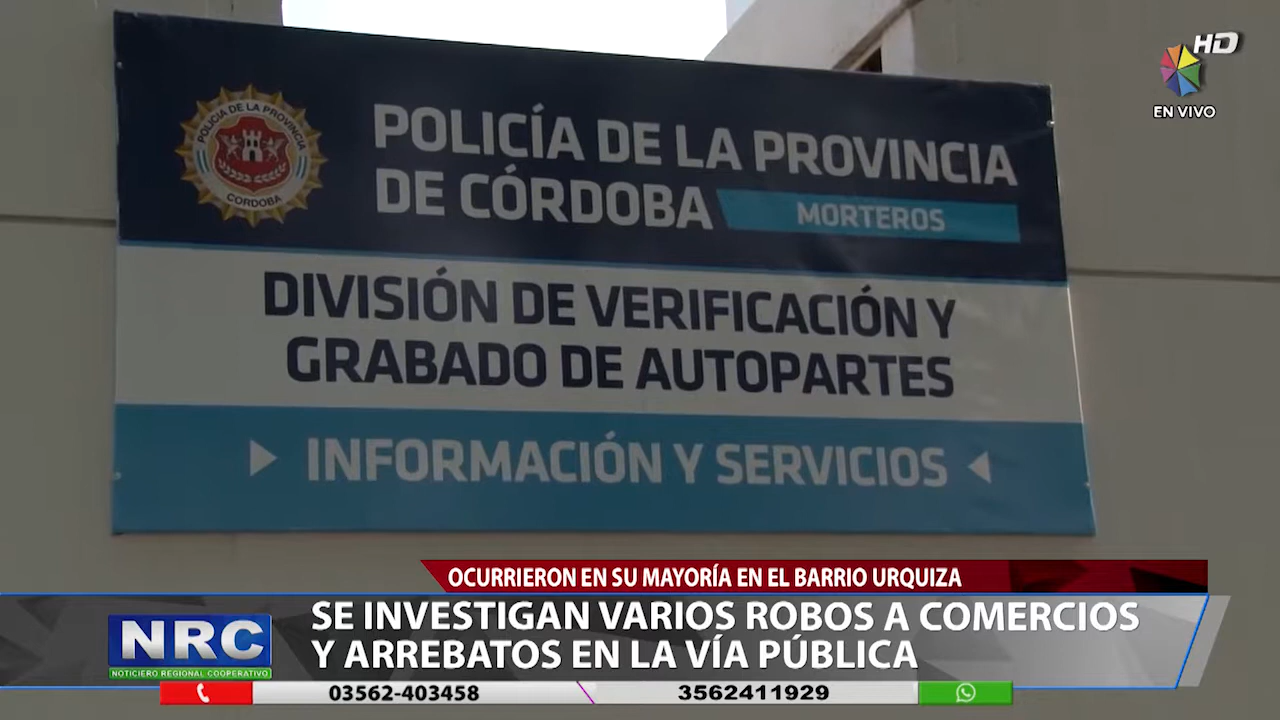 HD
EN VIVO
POLICÍA DE LA PROVINCIA
CÓRDOBA
POLICÍA DE LA PROVINCIA
DE CÓRDOBA
MORTEROS
DIVISIÓN DE VERIFICACIÓN Y
GRABADO DE AUTOPARTES
INFORMACIÓN Y SERVICIOS
OCURRIERON EN SU MAYORÍA EN EL BARRIO URQUIZA
SE INVESTIGAN VARIOS ROBOS A COMERCIOS
Y ARREBATOS EN LA VÍA PÚBLICA
NRC
NOTICIERO REGIONAL COOPERATIVO
03562-403458
3562411929